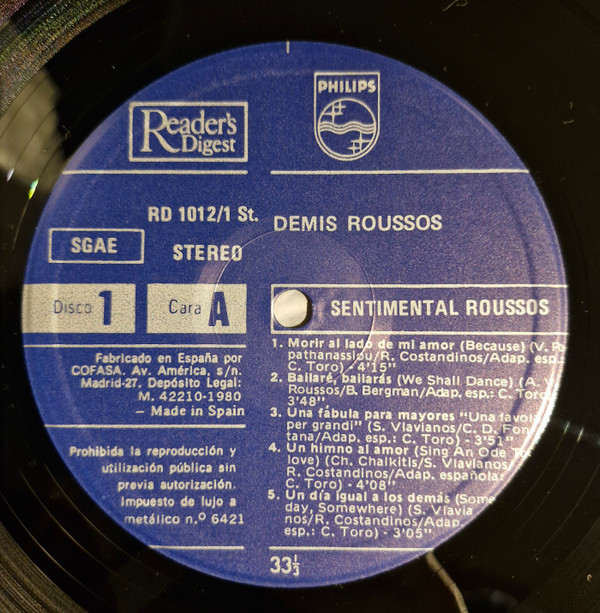 PHILIPS
Reader's
Digest
RD 1012/1 St.
DEMIS ROUSSOS
SGAE
STEREO
Disco 1
Cara A
SENTIMENTAL ROUSSOS
1. Morir al lado de mi amor (Because) (V.
pathanassiou/R. Costandinos/Adap. esp.:
C. Toro) - 4'15"
2. Bailaré, bailarás (We Shall Dance) (A. V.
Roussos/B. Bergman/Adap. esp.: C. Toro
3'48"
3. Una fábula para mayores "Una favola
per grandi" (S. Vlavianos/C. D. Fon
tana/Adap. esp.: C. Toro) - 3'51"
4. Un himno al amor (Sing An Ode To
love) (Ch. Chalkitis/S. Vlavianos
R. Costandinos/Adap. española:
C. Toro) - 4'08"
5. Un día igual a los demás (Some
day, Somewhere) (S. Vlavia
nos/R. Costandinos/Adap.
esp.: C. Toro) - 3'05"
Fabricado en España por
COFASA. Av. América, s/n.
Madrid-27. Depósito Legal:
M. 42210-1980
— Made in Spain
Prohibida la reproducción y
utilización pública sin
previa autorización.
Impuesto de lujo a
metálico n.º 6421
33⅓